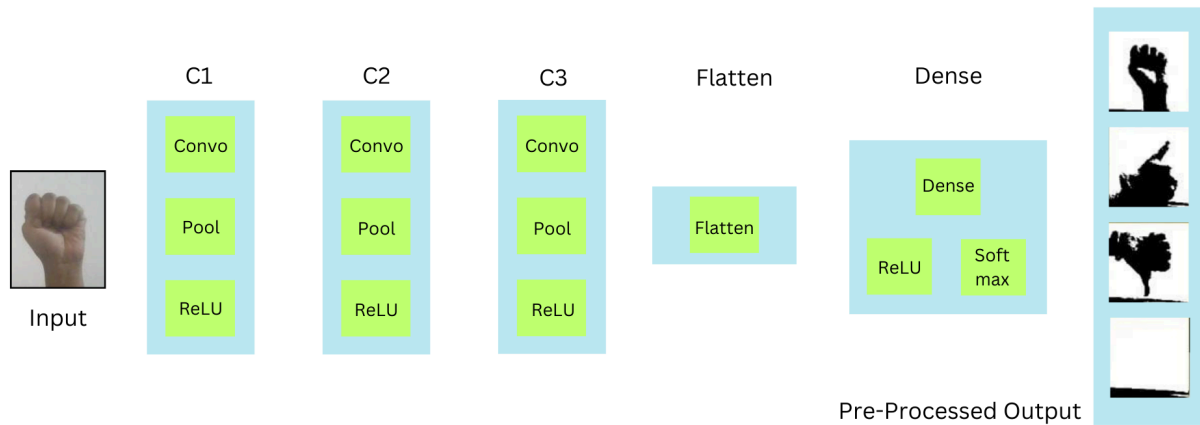 C1
C2
C3
Flatten
Dense
Convo
Pool
ReLU
Convo
Pool
ReLU
Convo
Pool
ReLU
Flatten
Dense
ReLU
Soft
max
Input
Pre-Processed Output